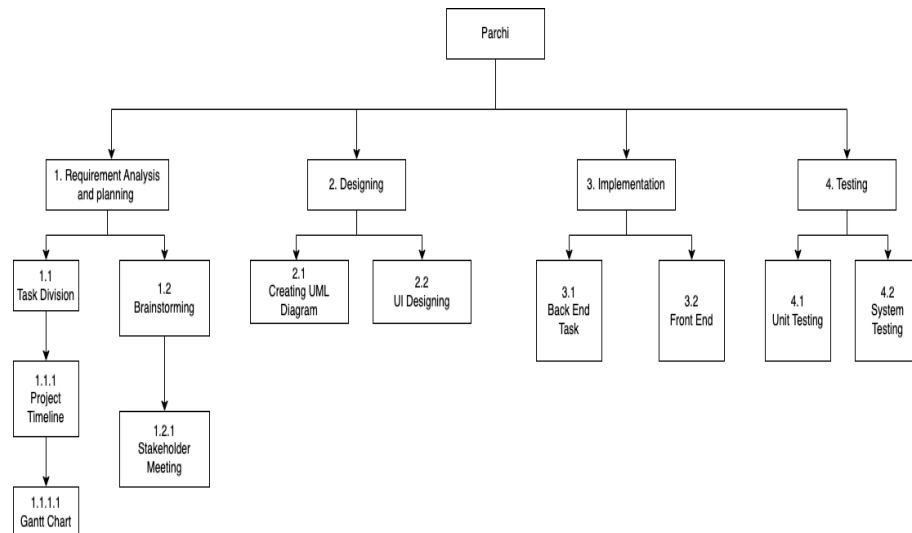 Parchi
1. Requirement Analysis
and planning
2. Designing
3. Implementation
4. Testing
1.1
Task Division
1.2
Brainstorming
2.1
Creating UML
Diagram
2.2
UI Designing
3.1
Back End
Task
3.2
Front End
4.1
Unit Testing
4.2
System
Testing
1.1.1
Project
Timeline
1.2.1
Stakeholder
Meeting
1.1.1.1
Gantt Chart